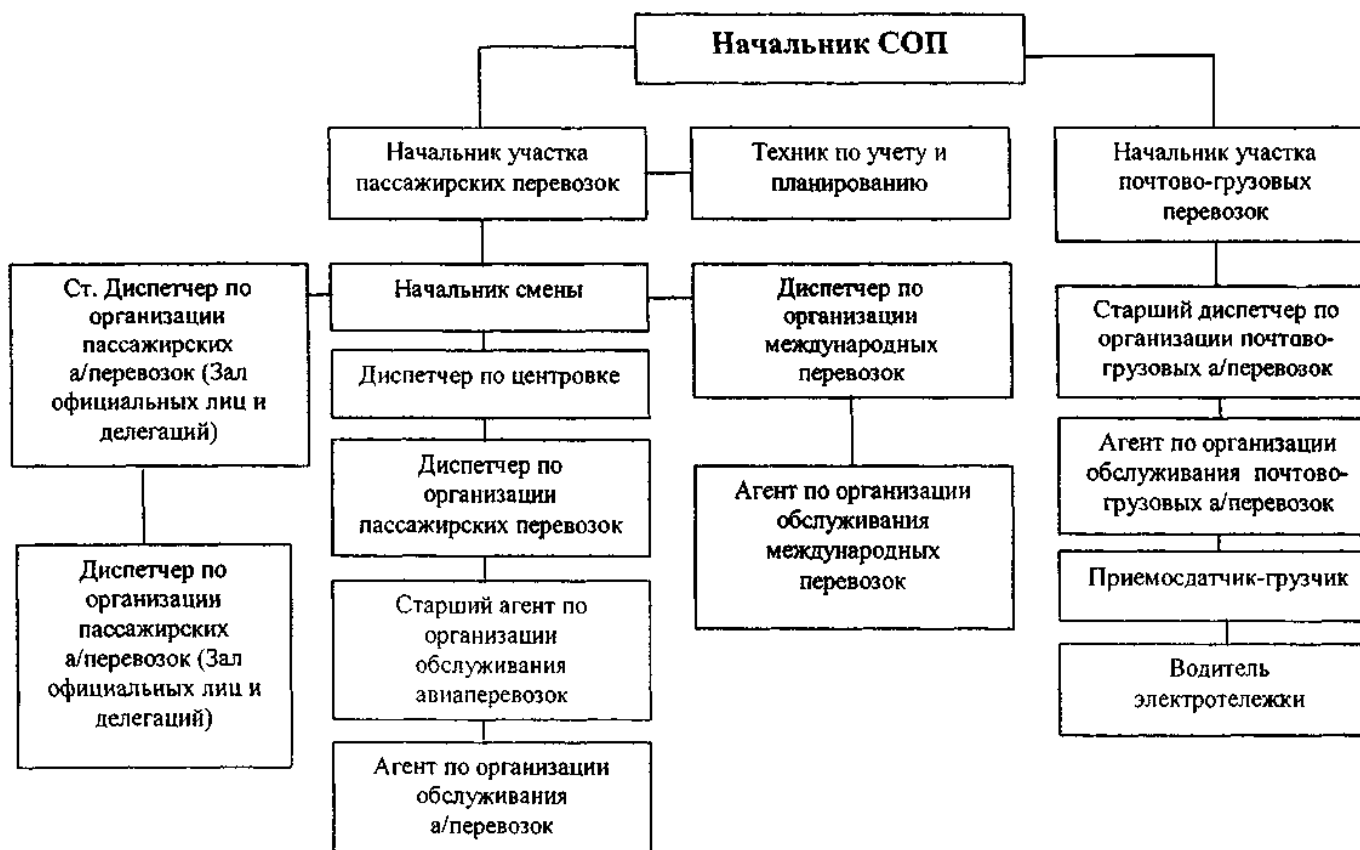 Начальник СОП
Начальник участка
пассажирских перевозок
Техник по учету и
планированию
Начальник участка
почтово-грузовых
перевозок
Ст. Диспетчер по
организации
пассажирских
а/перевозок (Зал
официальных лиц и
делегаций)
Начальник смены
Диспетчер по
организации
международных
перевозок
Старший диспетчер по
организации почтово-
грузовых а/перевозок
Диспетчер по центровке
Диспетчер по
организации
пассажирских перевозок
Агент по организации
обслуживания почтово-
грузовых а/перевозок
Агент по организации
обслуживания
международных
перевозок
Диспетчер по
организации
пассажирских
а/перевозок (Зал
официальных лиц и
делегаций)
Старший агент по
организации
обслуживания
авиаперевозок
Приемосдатчик-грузчик
Водитель
электротележки
Агент по организации
обслуживания
а/перевозок